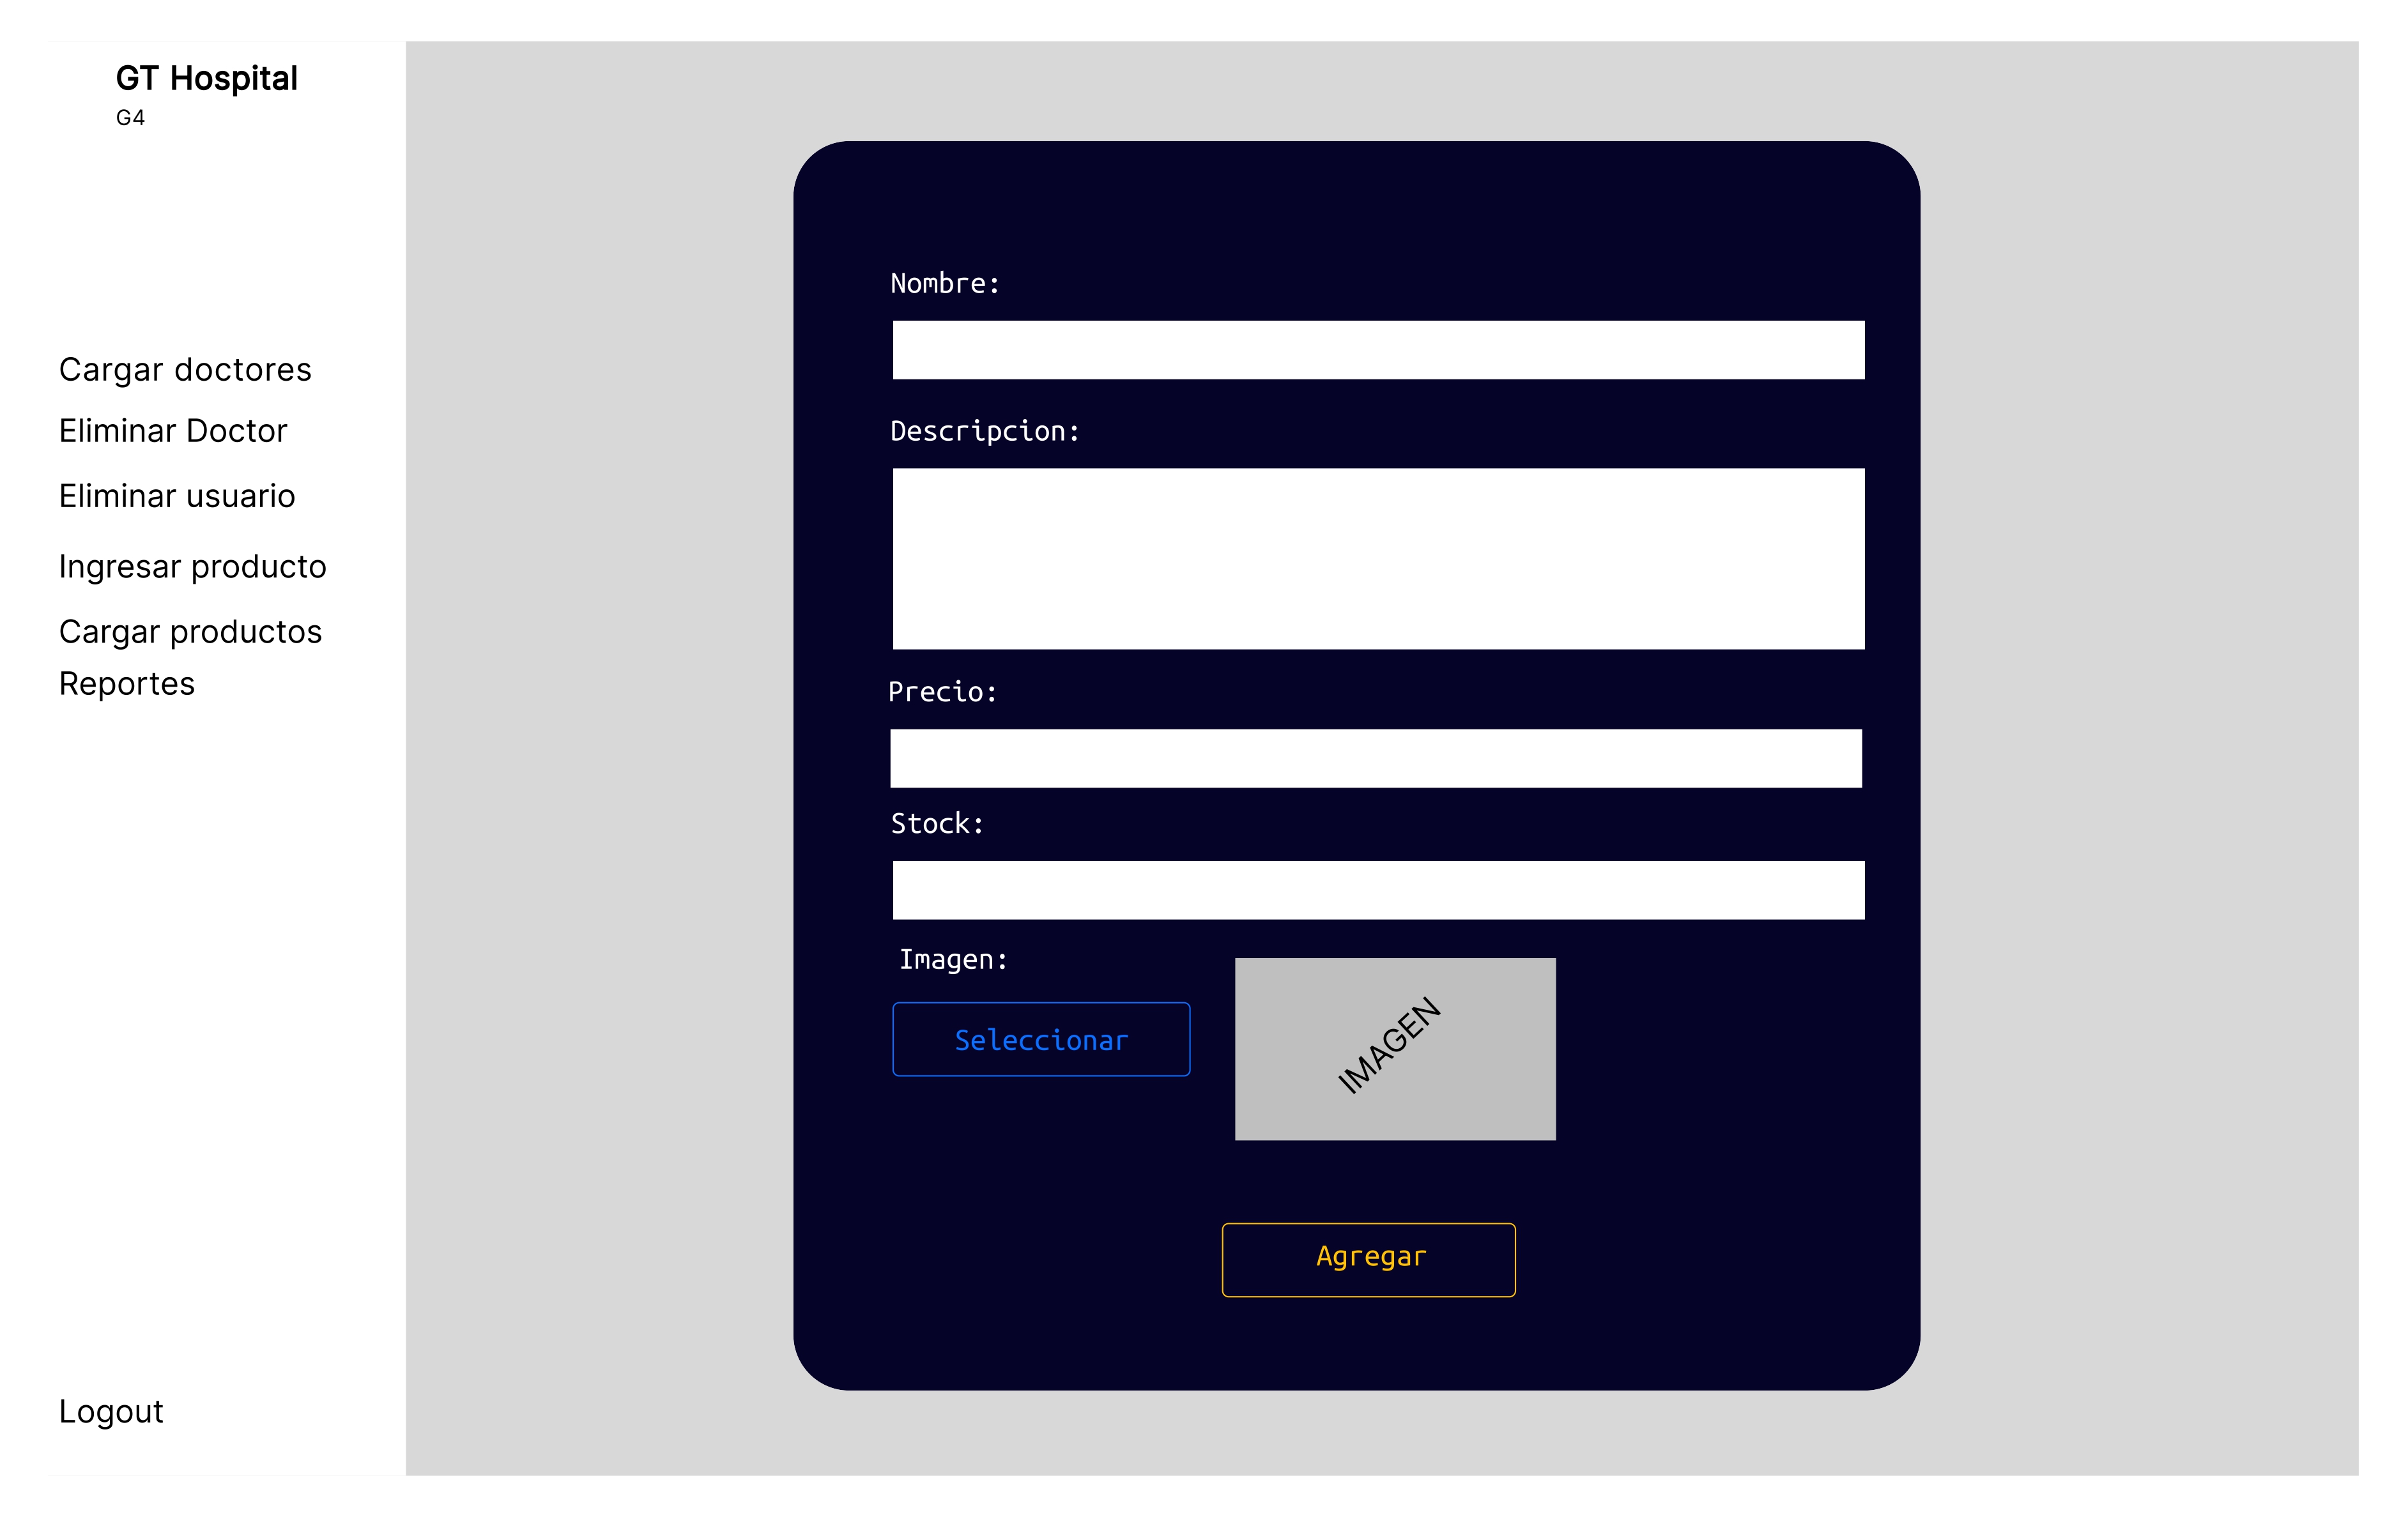 GT Hospital
G4
Cargar doctores
Eliminar Doctor
Eliminar usuario
Ingresar producto
Cargar productos
Reportes
Logout
Nombre:
Descripcion:
Precio:
Stock:
Imagen:
Seleccionar
IMAGEN
Agregar